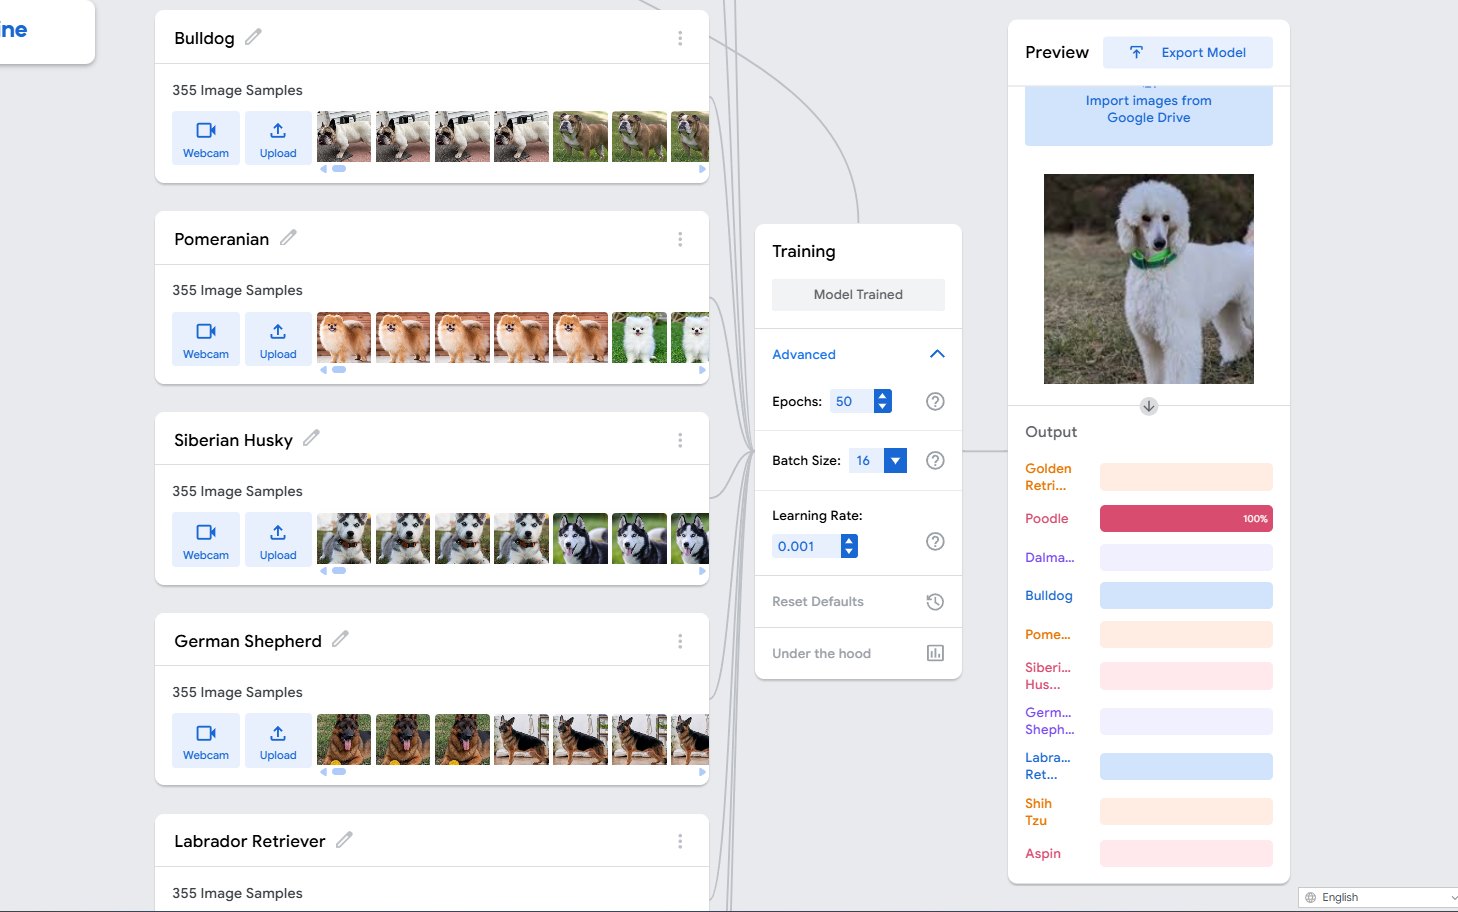 ine
Bulldog
355 Image Samples
Webcam
Upload
Pomeranian
355 Image Samples
Webcam
Upload
Siberian Husky
355 Image Samples
Webcam
Upload
German Shepherd
355 Image Samples
Webcam
Upload
Labrador Retriever
355 Image Samples
Training
Model Trained
Advanced
Epochs: 50
Batch Size: 16
Learning Rate:
0.001
Reset Defaults
Under the hood
Preview
Export Model
Import images from
Google Drive
Output
Golden
Retri...
Poodle 100%
Dalma...
Bulldog
Pome...
Siberi...
Hus...
Germ...
Sheph...
Labra...
Ret...
Shih
Tzu
Aspin
English